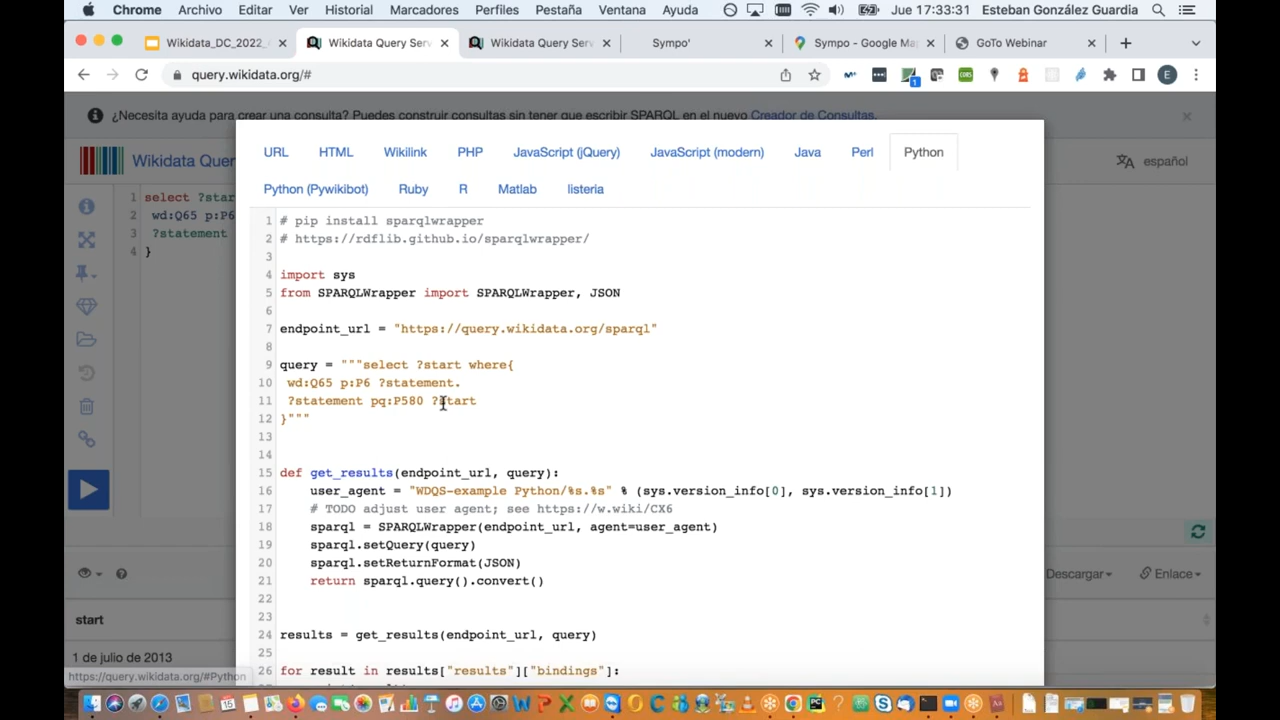 Chrome Archivo Editar Ver Historial Marcadores Perfiles Pestaña Ventana Ayuda Jue 17:33:31 Esteban González Guardia
Wikidata_DC_2022_ Wikidata Query Serv Wikidata Query Serv Sympo' Sympo - Google Ma GoTo Webinar
query.wikidata.org/# 1 E
¿Necesita ayuda para crear una consulta? Puedes construir consultas sin tener que escribir SPARQL en el nuevo Creador de Consultas.
Wikidata Quer español
URL HTML Wikilink PHP JavaScript (jQuery) JavaScript (modern) Java Perl Python
Python (Pywikibot) Ruby R Matlab listeria
1 select ?star
2 wd:Q65 p:P6
3 ?statement
4 }
1 # pip install sparqlwrapper
2 # https://rdflib.github.io/sparqlwrapper/
3
4 import sys
5 from SPARQLWrapper import SPARQLWrapper, JSON
6
7 endpoint_url = "https://query.wikidata.org/sparql"
8
9 query = """select ?start where{
10 wd:Q65 p:P6 ?statement.
11 ?statement pq:P580 ?start
12 }"""
13
14
15 def get_results(endpoint_url, query):
16 user_agent = "WDQS-example Python/%s.%s" % (sys.version_info[0], sys.version_info[1])
17 # TODO adjust user agent; see https://w.wiki/CX6
18 sparql = SPARQLWrapper(endpoint_url, agent=user_agent)
19 sparql.setQuery(query)
20 sparql.setReturnFormat(JSON)
21 return sparql.query().convert()
22
23
24 results = get_results(endpoint_url, query)
25
26 for result in results["results"]["bindings"]:
Descargar Enlace
start
1 de julio de 2013
https://query.wikidata.org/#Python